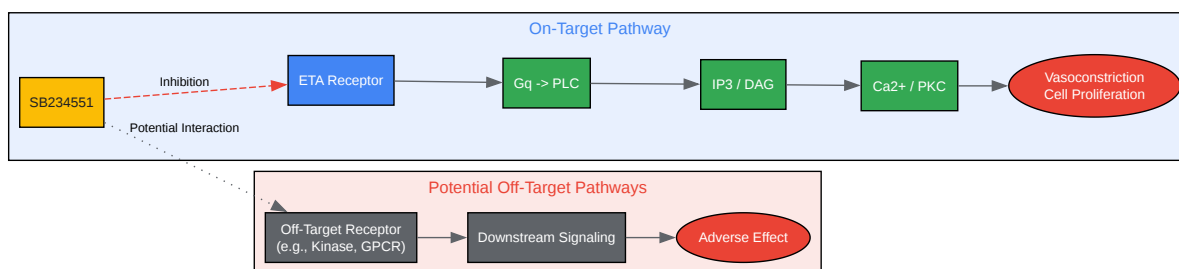 On-Target Pathway
SB234551
Inhibition
ETA Receptor
Gq -> PLC
IP3 / DAG
Ca2+ / PKC
Vasoconstriction
Cell Proliferation
Potential Interaction
Potential Off-Target Pathways
Off-Target Receptor
(e.g., Kinase, GPCR)
Downstream Signaling
Adverse Effect